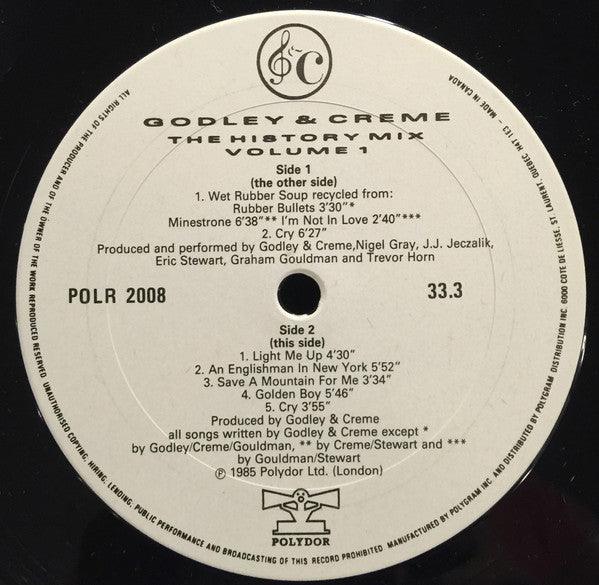 & C
GODLEY & CREME
THE HISTORY MIX
VOLUME 1
Side 1
(the other side)
1. Wet Rubber Soup recycled from:
Rubber Bullets 3'30"*
Minestrone 6'38"** I'm Not In Love 2'40"***
2. Cry 6'27"
Produced and performed by Godley & Creme,Nigel Gray, J.J. Jeczalik,
Eric Stewart, Graham Gouldman and Trevor Horn
POLR 2008
33.3
Side 2
(this side)
1. Light Me Up 4'30"
2. An Englishman In New York 5'52"
3. Save A Mountain For Me 3'34"
4. Golden Boy 5'46"
5. Cry 3'55"
Produced by Godley & Creme
all songs written by Godley & Creme except *
by Godley/Creme/Gouldman, ** by Creme/Stewart and ***
by Gouldman/Stewart
℗ 1985 Polydor Ltd. (London)
POLYDOR
ALL RIGHTS OF THE PRODUCER AND OF THE OWNER OF THE WORK REPRODUCED RESERVED. UNAUTHORISED COPYING, HIRING, LENDING, PUBLIC PERFORMANCE AND BROADCASTING OF THIS RECORD PROHIBITED. MANUFACTURED BY POLYGRAM INC. AND DISTRIBUTED BY POLYGRAM DISTRIBUTION INC. 6000 COTE DE LIESSE, ST. LAURENT, QUEBEC. H4T 1E3 - MADE IN CANADA